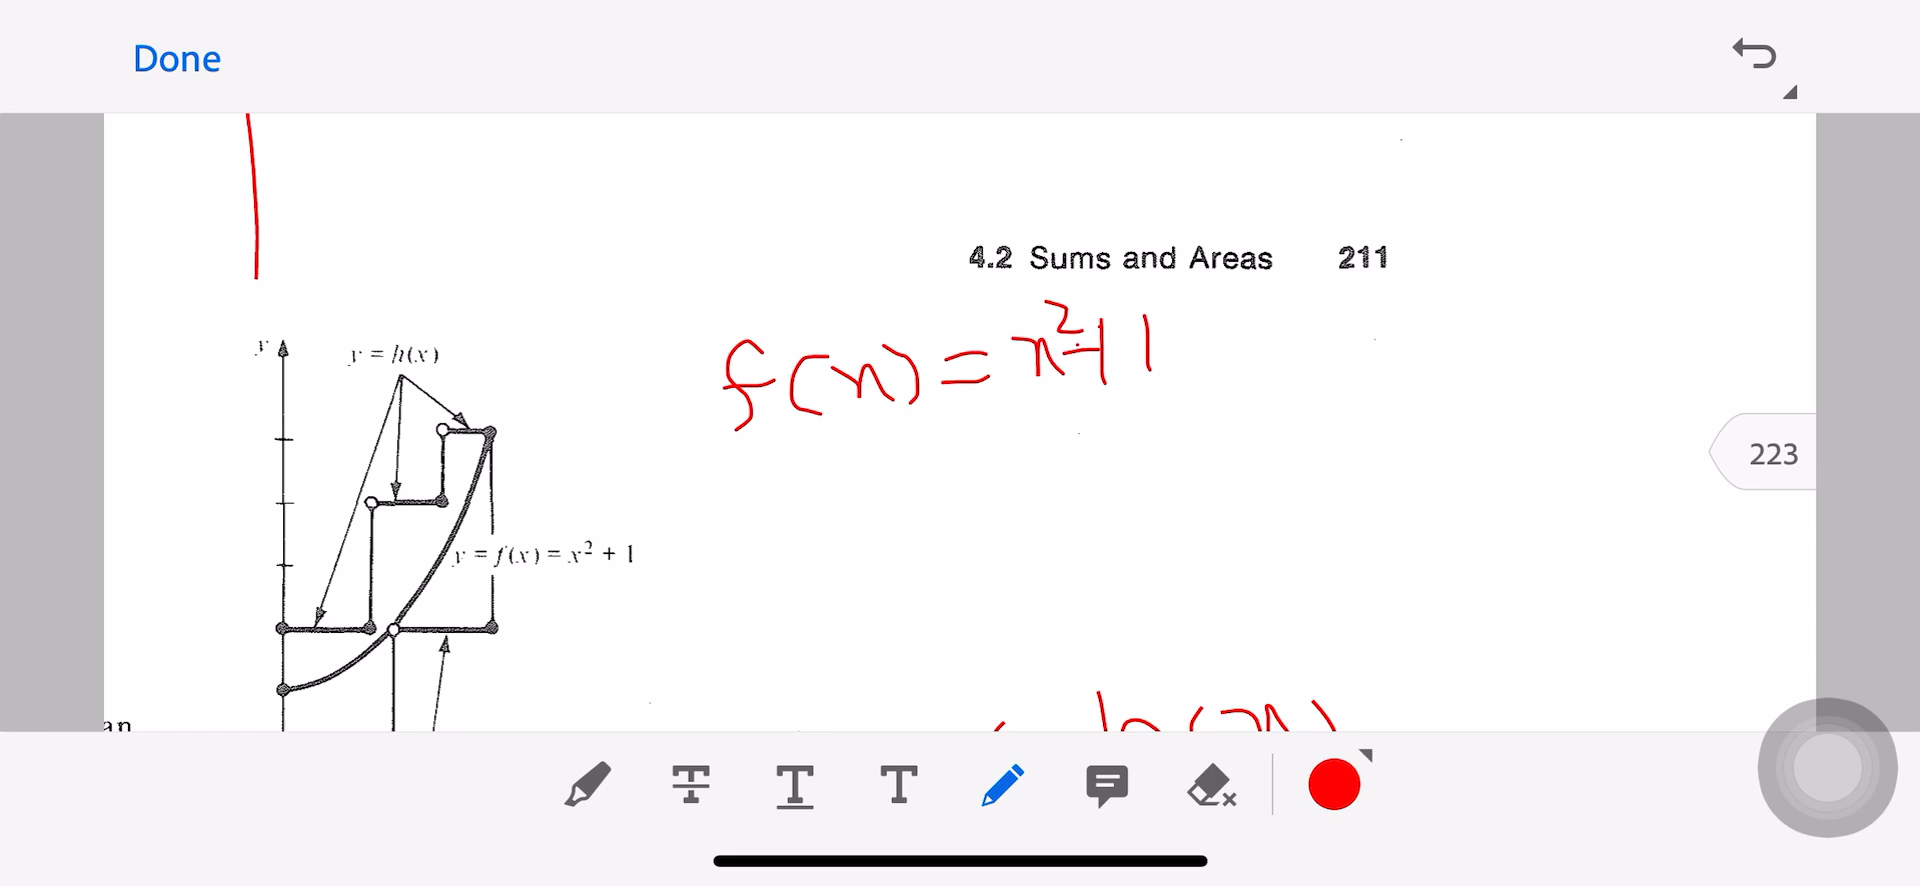 Done
4.2 Sums and Areas 211
f(x) = x²+1
y
y = h(x)
223
y = f(x) = x² + 1
h(x)
an